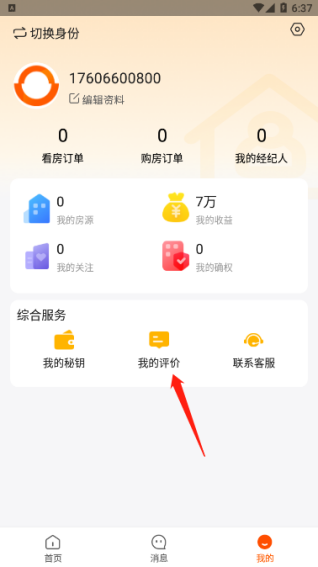 6:37
切换身份
17606600800
编辑资料
0 0 0
看房订单 购房订单 我的经纪人
0 7万
我的房源 我的收益
0 0
我的关注 我的确权
综合服务
我的秘钥 我的评价 联系客服
首页 消息 我的